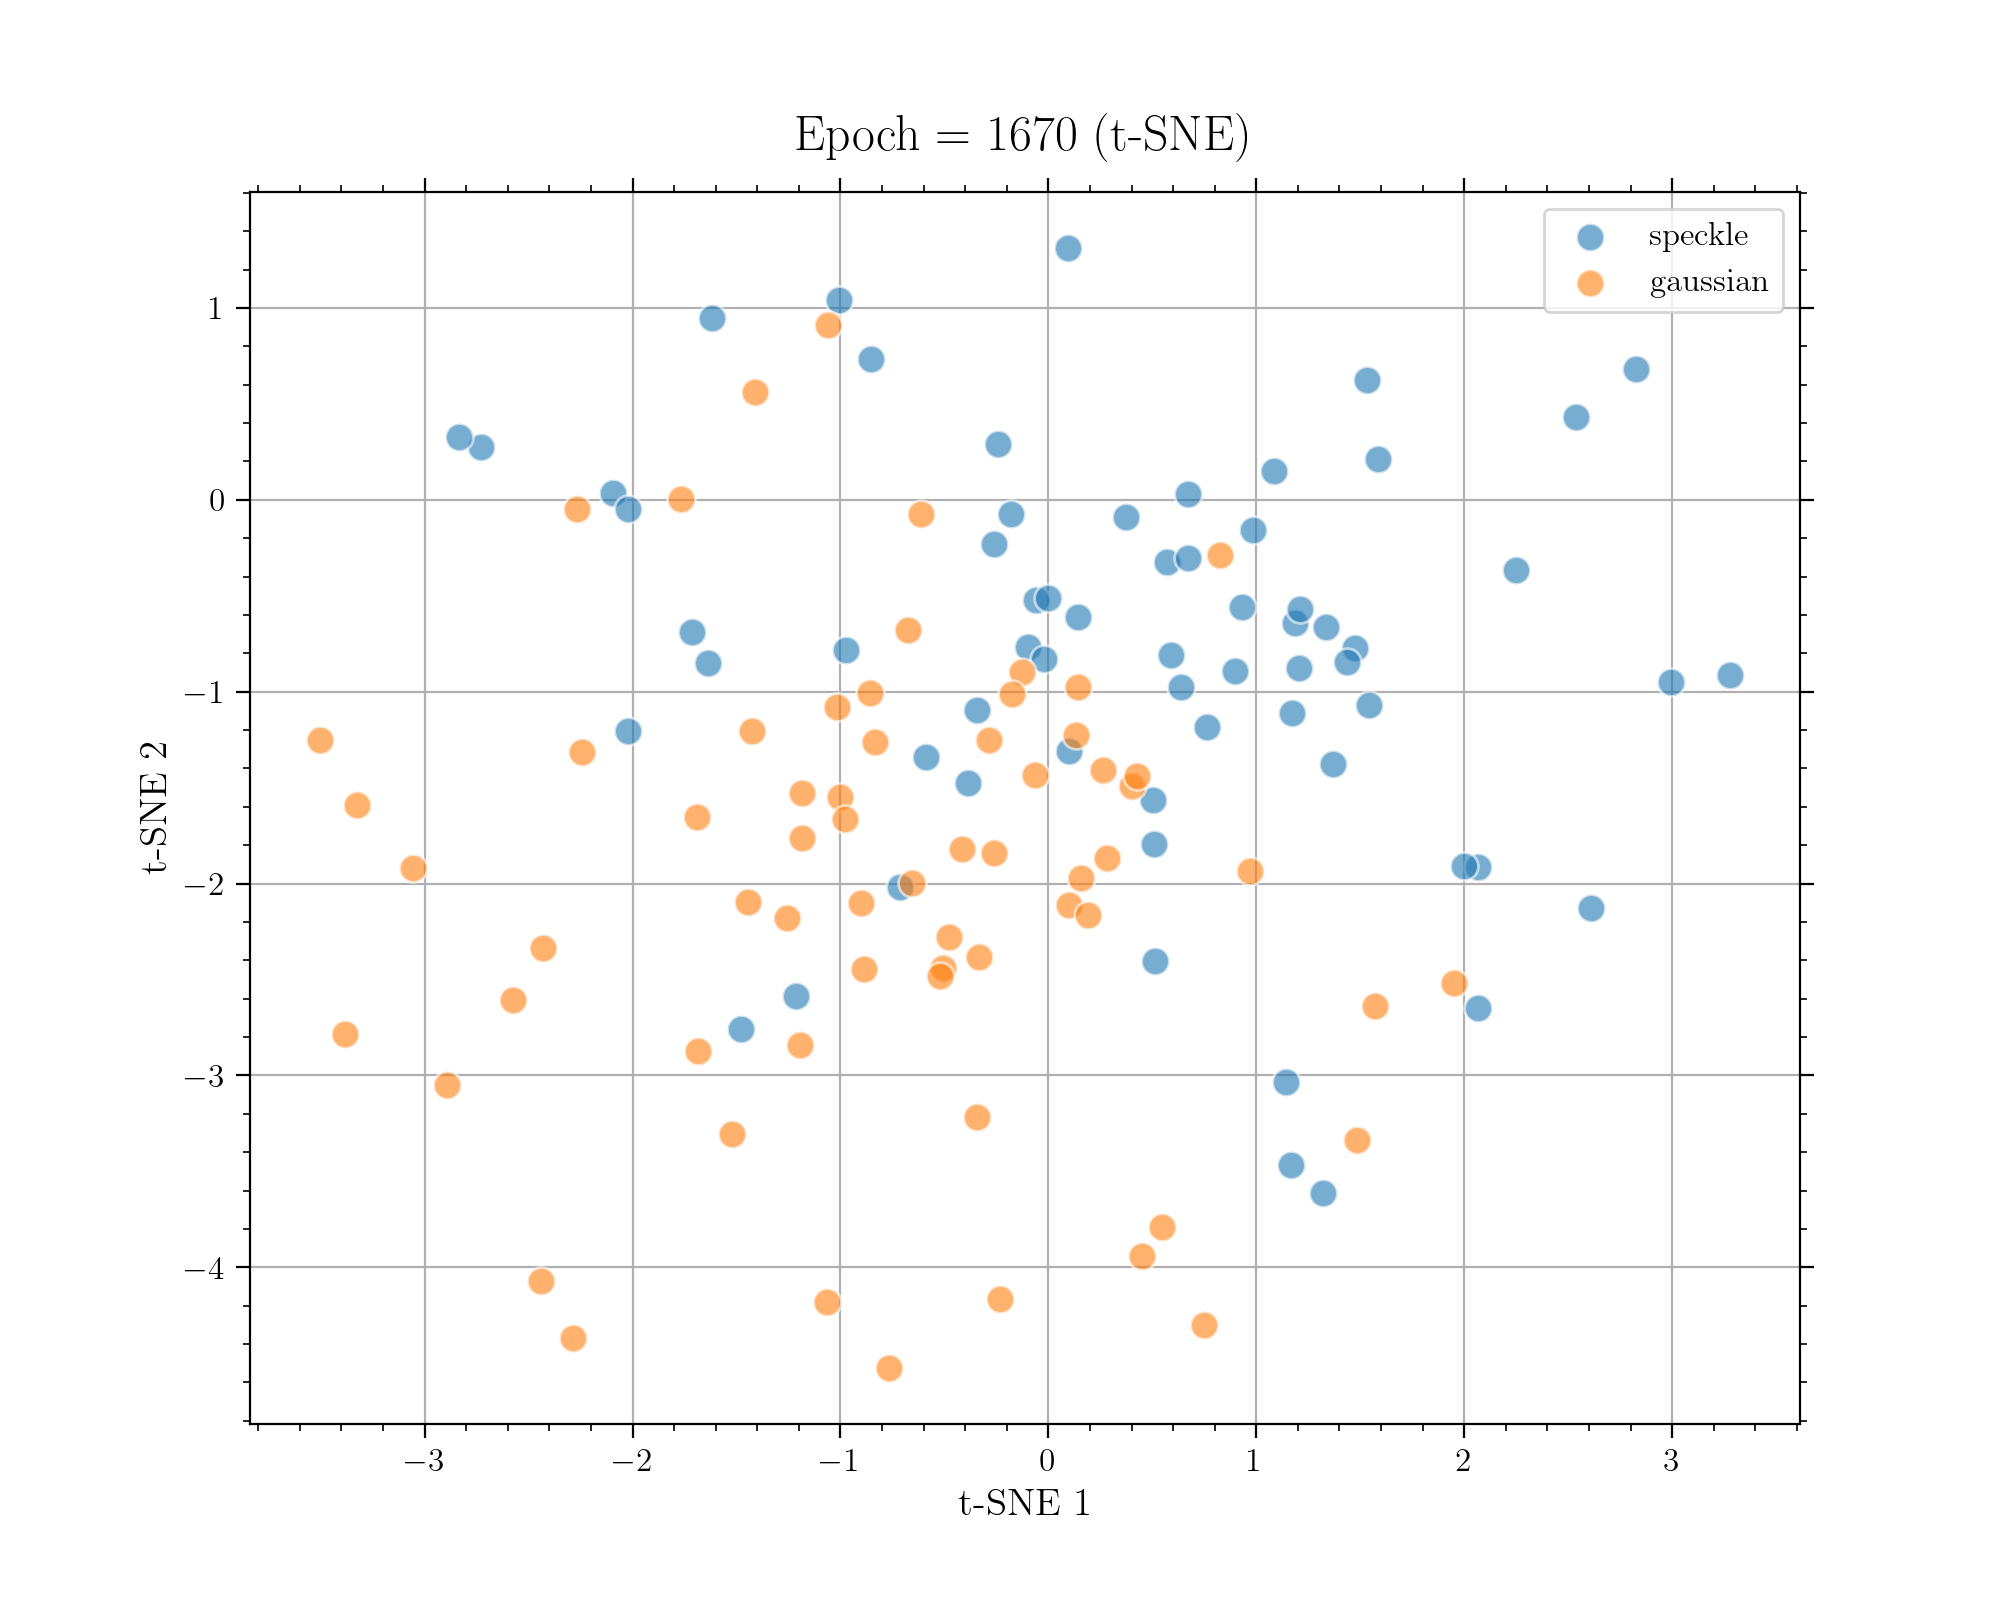 Epoch = 1670 (t-SNE)
speckle
gaussian
1
0
−1
−2
−3
−4
t-SNE 2
−3
−2
−1
0
1
2
3
t-SNE 1